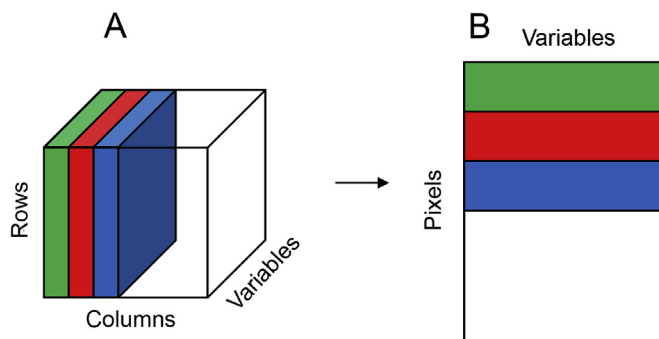 A
B
Variables
Rows
Columns
Variables
Pixels